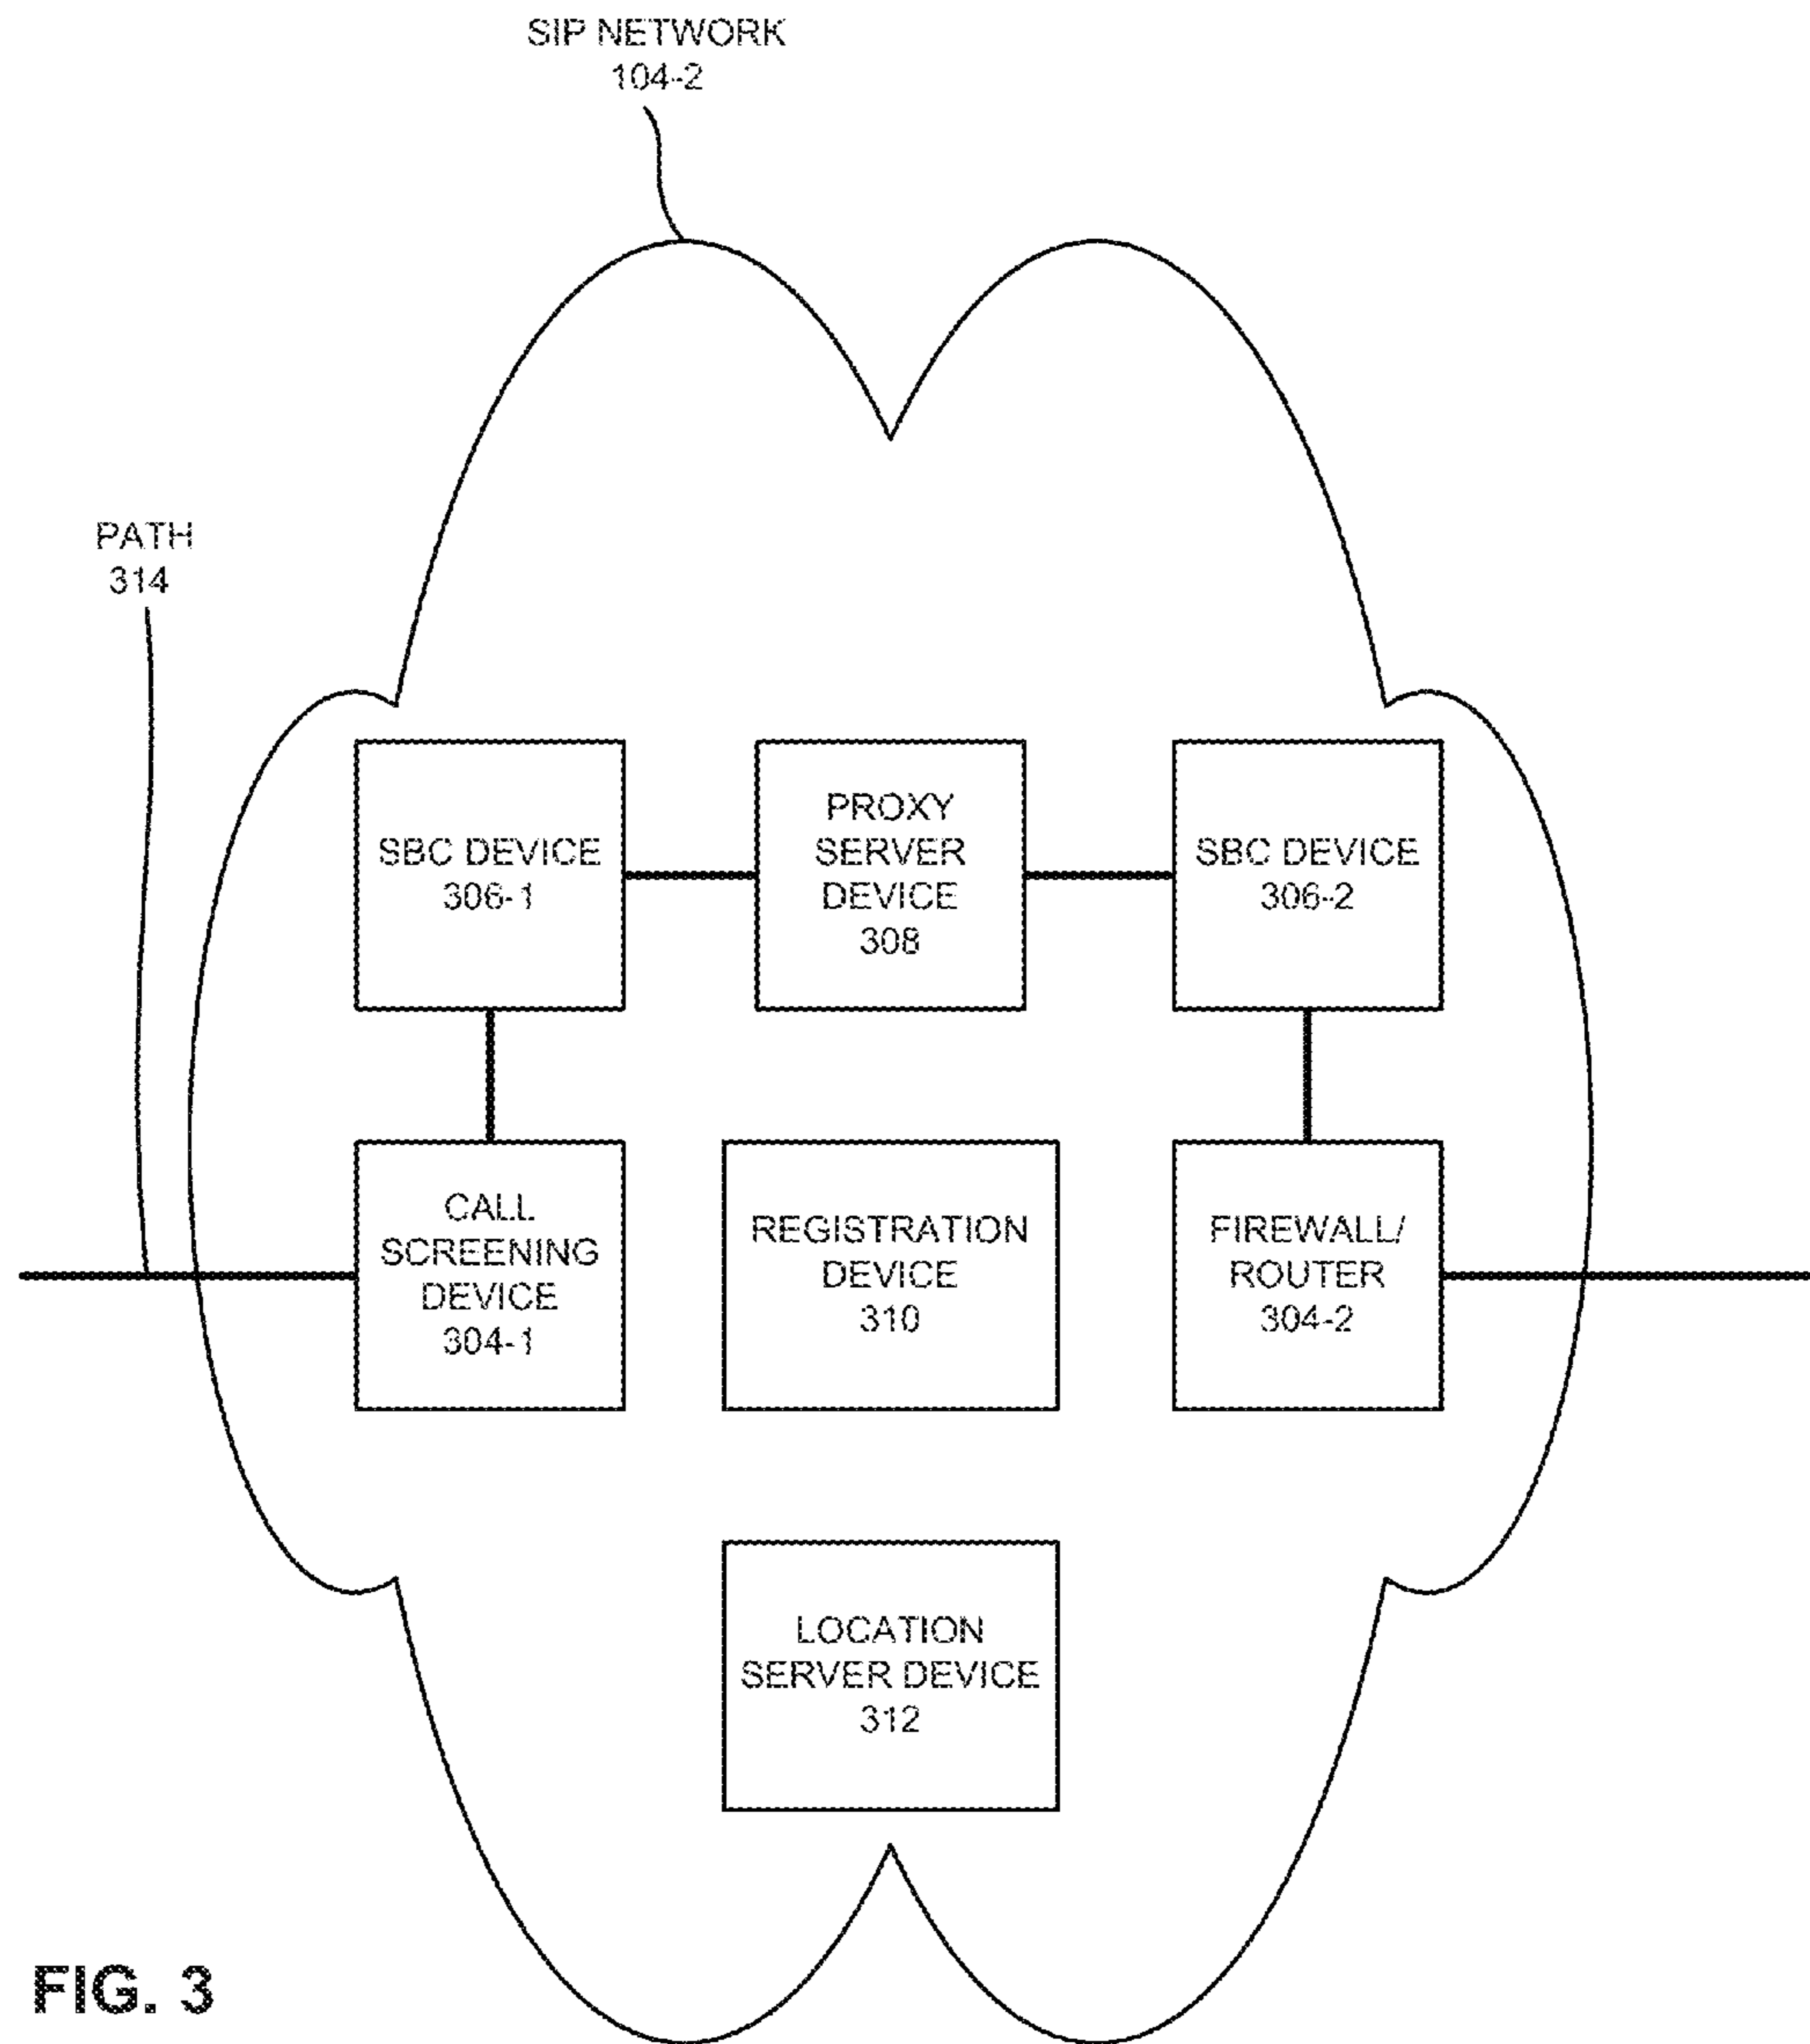 SIP NETWORK
104-2
PATH
314
SBC DEVICE
306-1
PROXY
SERVER
DEVICE
308
SBC DEVICE
306-2
CALL
SCREENING
DEVICE
304-1
REGISTRATION
DEVICE
310
FIREWALL/
ROUTER
304-2
LOCATION
SERVER DEVICE
312
FIG. 3